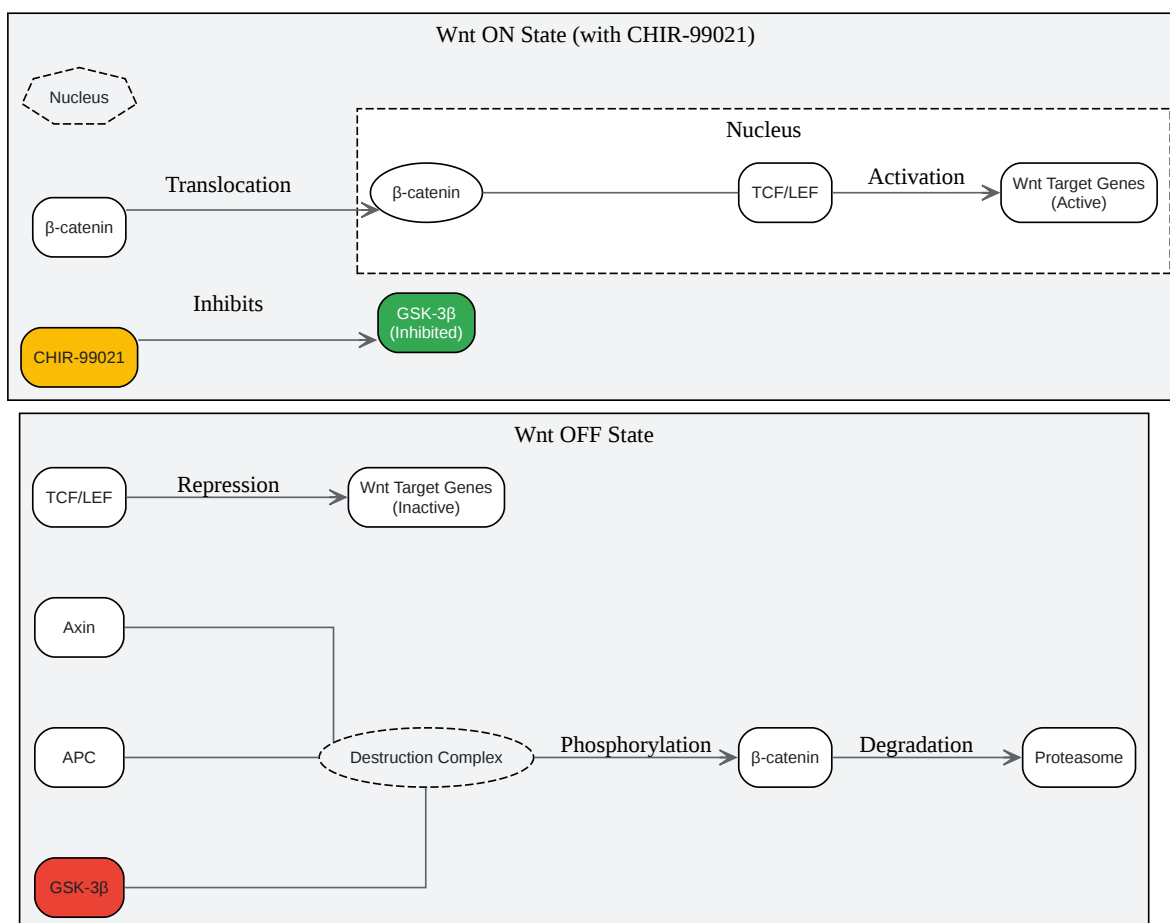 Wnt ON State (with CHIR-99021)
Nucleus
Nucleus
Translocation
β-catenin
β-catenin
TCF/LEF
Activation
Wnt Target Genes
(Active)
Inhibits
CHIR-99021
GSK-3β
(Inhibited)
Wnt OFF State
TCF/LEF
Repression
Wnt Target Genes
(Inactive)
Axin
APC
Destruction Complex
Phosphorylation
β-catenin
Degradation
Proteasome
GSK-3β